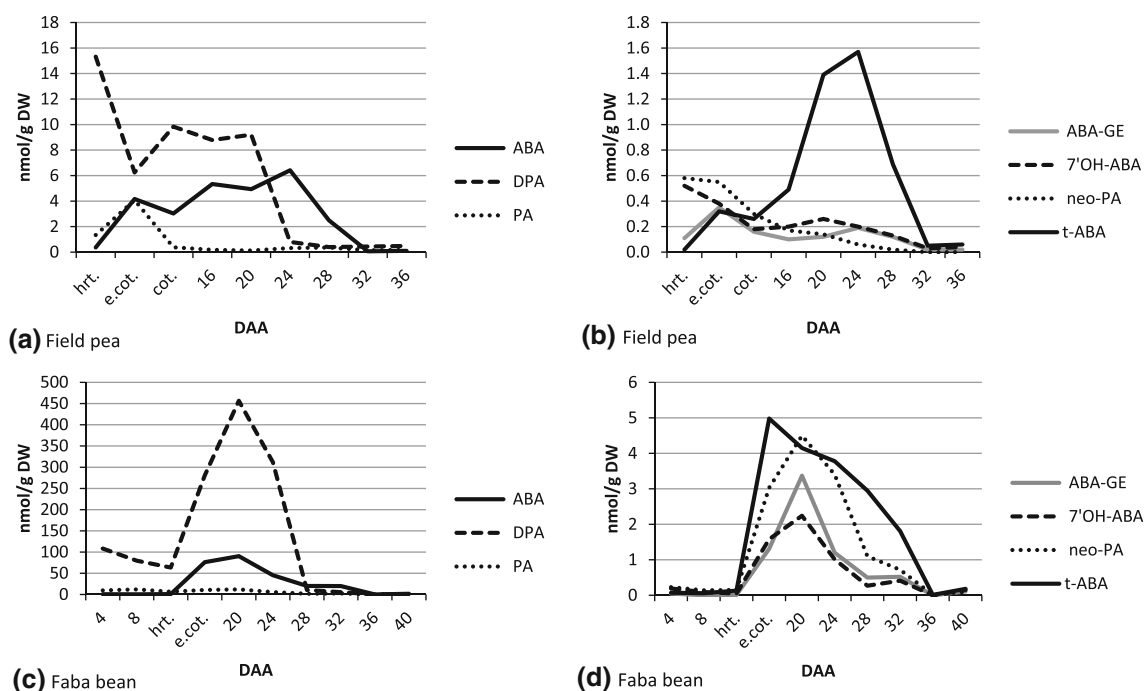 18
16
14
12
10
8
6
4
2
0
nmol/g DW
hrt. e.cot. cot. 16 20 24 28 32 36
DAA
ABA
DPA
PA
(a) Field pea
1.8
1.6
1.4
1.2
1.0
0.8
0.6
0.4
0.2
0.0
nmol/g DW
hrt. e.cot. cot. 16 20 24 28 32 36
DAA
ABA-GE
7'OH-ABA
neo-PA
t-ABA
(b) Field pea
500
450
400
350
300
250
200
150
100
50
0
nmol/g DW
4 8 hrt. e.cot. 20 24 28 32 36 40
DAA
ABA
DPA
PA
(c) Faba bean
6
5
4
3
2
1
0
nmol/g DW
4 8 hrt. e.cot. 20 24 28 32 36 40
DAA
ABA-GE
7'OH-ABA
neo-PA
t-ABA
(d) Faba bean